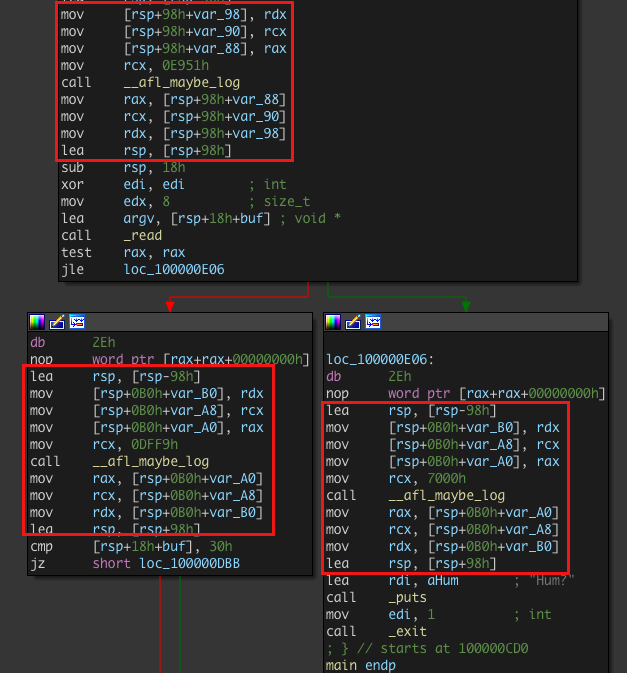 mov [rsp+98h+var_98], rdx
mov [rsp+98h+var_90], rcx
mov [rsp+98h+var_88], rax
mov rcx, 0E951h
call __afl_maybe_log
mov rax, [rsp+98h+var_88]
mov rcx, [rsp+98h+var_90]
mov rdx, [rsp+98h+var_98]
lea rsp, [rsp+98h]
sub rsp, 18h
xor edi, edi ; int
mov edx, 8 ; size_t
lea argv, [rsp+18h+buf] ; void *
call _read
test rax, rax
jle loc_100000E06
db 2Eh
nop word ptr [rax+rax+00000000h]
lea rsp, [rsp-98h]
mov [rsp+0B0h+var_B0], rdx
mov [rsp+0B0h+var_A8], rcx
mov [rsp+0B0h+var_A0], rax
mov rcx, 0DFF9h
call __afl_maybe_log
mov rax, [rsp+0B0h+var_A0]
mov rcx, [rsp+0B0h+var_A8]
mov rdx, [rsp+0B0h+var_B0]
lea rsp, [rsp+98h]
cmp [rsp+18h+buf], 30h
jz short loc_100000DBB
loc_100000E06:
db 2Eh
nop word ptr [rax+rax+00000000h]
lea rsp, [rsp-98h]
mov [rsp+0B0h+var_B0], rdx
mov [rsp+0B0h+var_A8], rcx
mov [rsp+0B0h+var_A0], rax
mov rcx, 7000h
call __afl_maybe_log
mov rax, [rsp+0B0h+var_A0]
mov rcx, [rsp+0B0h+var_A8]
mov rdx, [rsp+0B0h+var_B0]
lea rsp, [rsp+98h]
lea rdi, aHum ; "Hum?"
call _puts
mov edi, 1 ; int
call _exit
; } // starts at 100000CD0
main endp